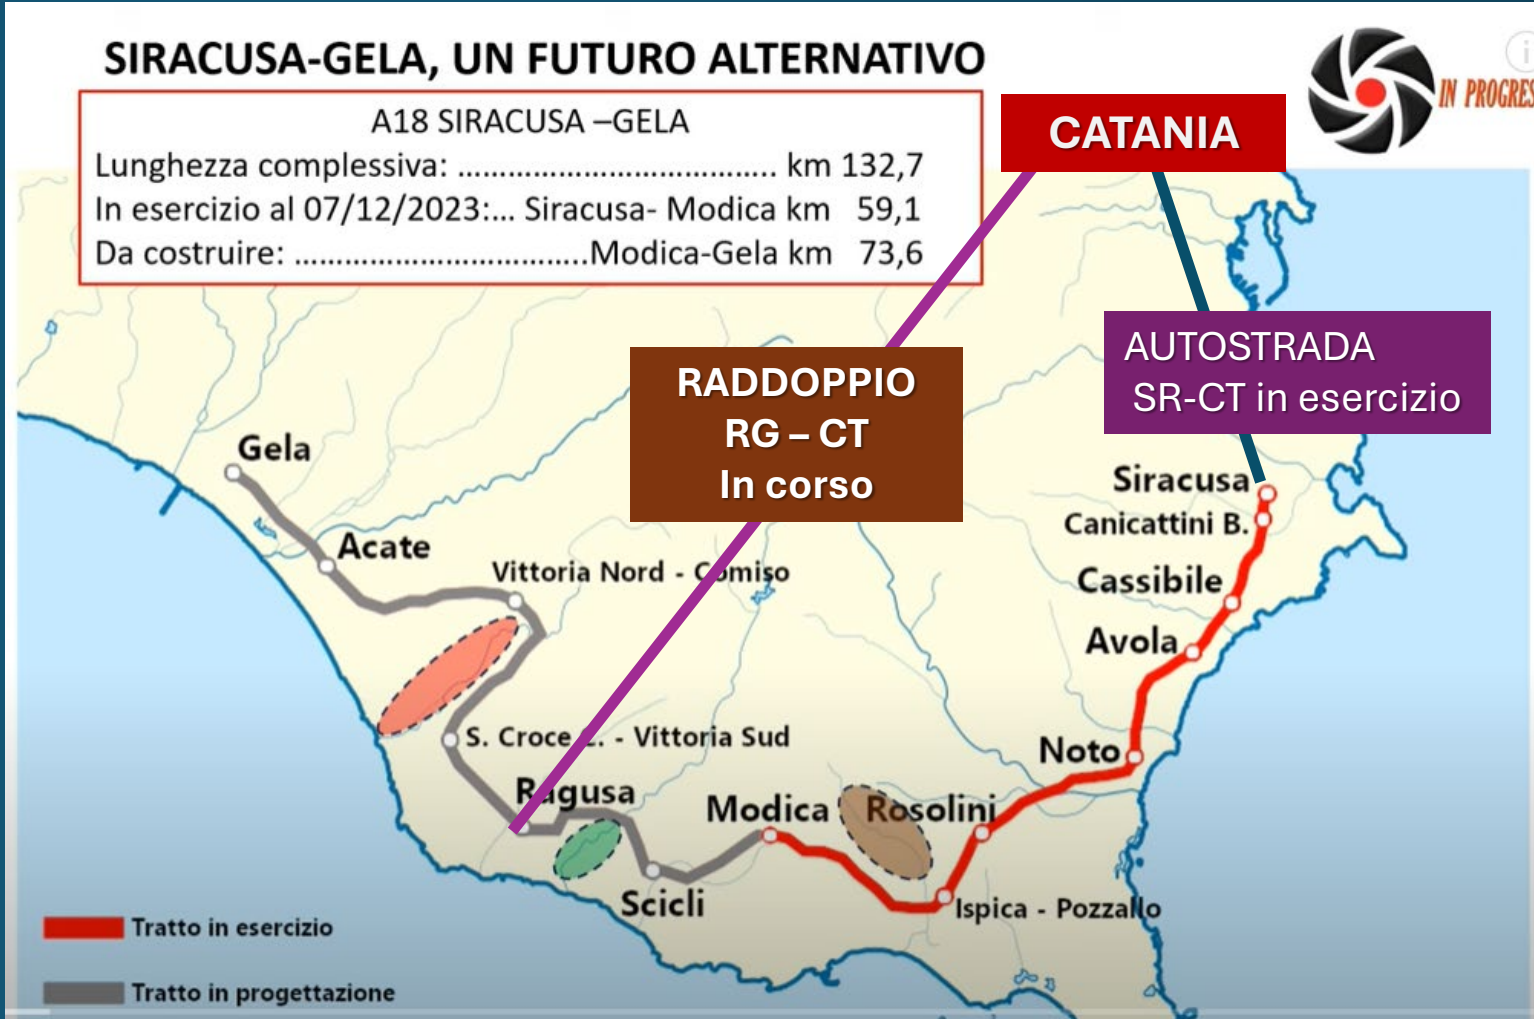 SIRACUSA-GELA, UN FUTURO ALTERNATIVO
IN PROGRES
A18 SIRACUSA –GELA
Lunghezza complessiva: ………………………………. km 132,7
In esercizio al 07/12/2023:… Siracusa- Modica km 59,1
Da costruire: ……………………………..Modica-Gela km 73,6
CATANIA
AUTOSTRADA
SR-CT in esercizio
RADDOPPIO
RG – CT
In corso
Gela
Acate
Vittoria Nord - Comiso
S. Croce C. - Vittoria Sud
Ragusa
Scicli
Modica
Rosolini
Ispica - Pozzallo
Noto
Avola
Cassibile
Canicattini B.
Siracusa
Tratto in esercizio
Tratto in progettazione